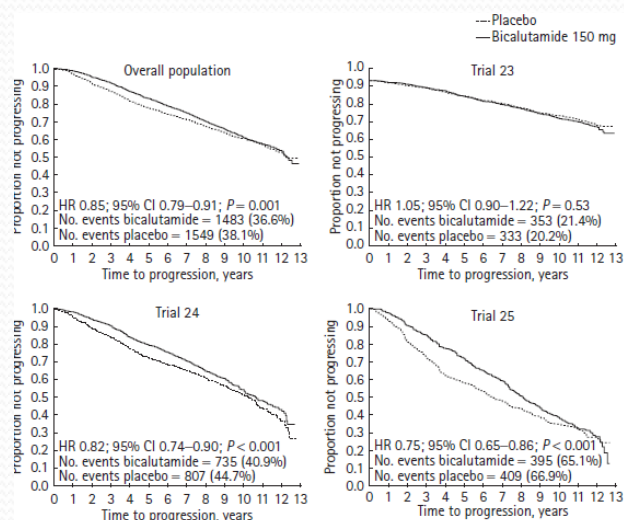 Placebo
Bicalutamide 150 mg
Overall population
Proportion not progressing
1.0
0.9
0.8
0.7
0.6
0.5
0.4
0.3
0.2
0.1
0.0
HR 0.85; 95% CI 0.79–0.91; P = 0.001
No. events bicalutamide = 1483 (36.6%)
No. events placebo = 1549 (38.1%)
0 1 2 3 4 5 6 7 8 9 10 11 12 13
Time to progression, years
Trial 23
Proportion not progressing
1.0
0.9
0.8
0.7
0.6
0.5
0.4
0.3
0.2
0.1
0.0
HR 1.05; 95% CI 0.90–1.22; P = 0.53
No. events bicalutamide = 353 (21.4%)
No. events placebo = 333 (20.2%)
0 1 2 3 4 5 6 7 8 9 10 11 12 13
Time to progression, years
Trial 24
Proportion not progressing
1.0
0.9
0.8
0.7
0.6
0.5
0.4
0.3
0.2
0.1
0.0
HR 0.82; 95% CI 0.74–0.90; P < 0.001
No. events bicalutamide = 735 (40.9%)
No. events placebo = 807 (44.7%)
0 1 2 3 4 5 6 7 8 9 10 11 12 13
Time to progression, years
Trial 25
Proportion not progressing
1.0
0.9
0.8
0.7
0.6
0.5
0.4
0.3
0.2
0.1
0.0
HR 0.75; 95% CI 0.65–0.86; P < 0.001
No. events bicalutamide = 395 (65.1%)
No. events placebo = 409 (66.9%)
0 1 2 3 4 5 6 7 8 9 10 11 12 13
Time to progression, years